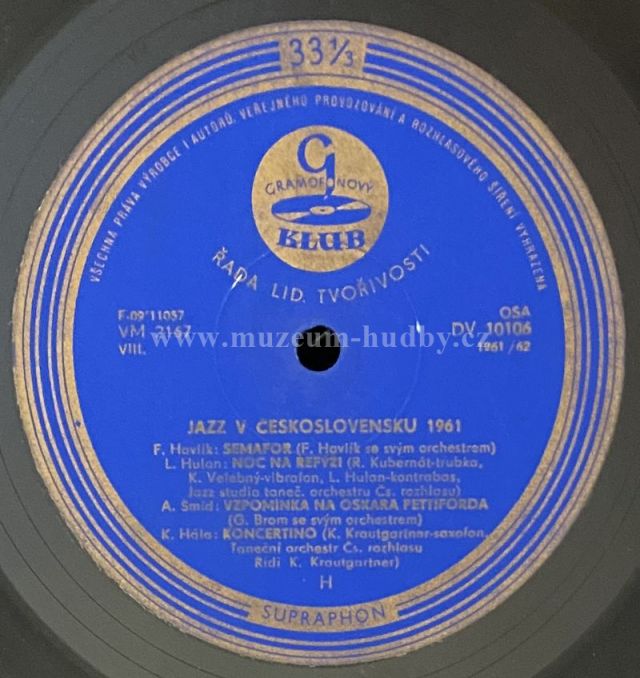 33 1/3
VŠECHNA PRÁVA VÝROBCE I AUTORŮ, VEŘEJNÉHO PROVOZOVÁNÍ A ROZHLASOVÉHO ŠÍŘENÍ VYHRAZENA
G
GRAMOFONOVÝ
KLUB
ŘADA LID. TVOŘIVOSTI
F-09*11057
VM 2167
VIII.
OSA
DV 10106
1961/62
www.muzeum-hudby.cz
JAZZ V ČESKOSLOVENSKU 1961
F. Havlík: SEMAFOR (F. Havlík se svým orchestrem)
L. Hulan: NOC NA REFÝZI (R. Kubernát-trubka,
K. Velebný-vibrafon, L. Hulan-kontrabas,
Jazz studio taneč. orchestru Čs. rozhlasu)
A. Šmíd: VZPOMÍNKA NA OSKARA PETTIFORDA
(G. Brom se svým orchestrem)
K. Hála: KONCERTINO (K. Krautgartner-saxofon,
Taneční orchestr Čs. rozhlasu
Řídí K. Krautgartner)
H
SUPRAPHON